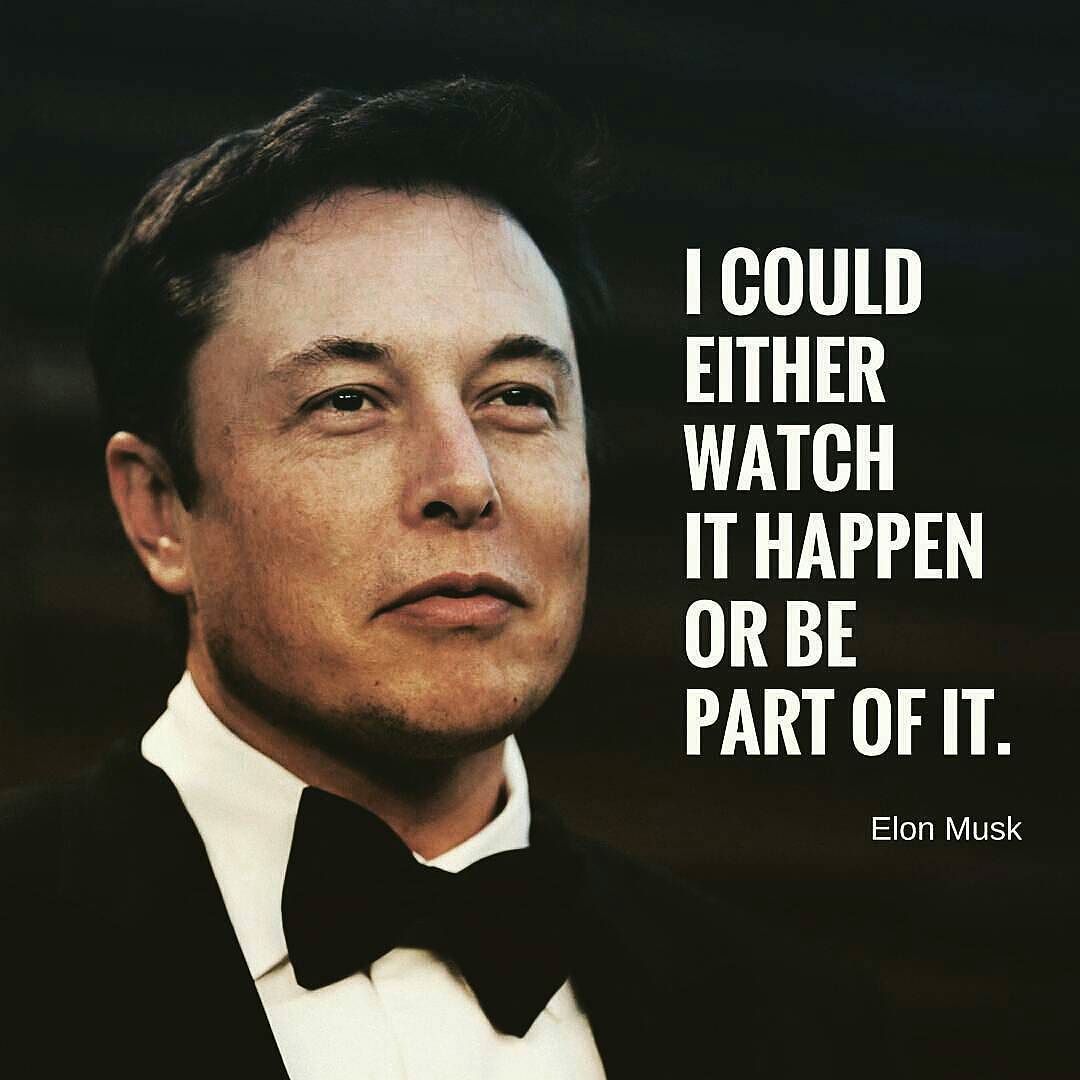 I COULD
EITHER
WATCH
IT HAPPEN
OR BE
PART OF IT.
Elon Musk